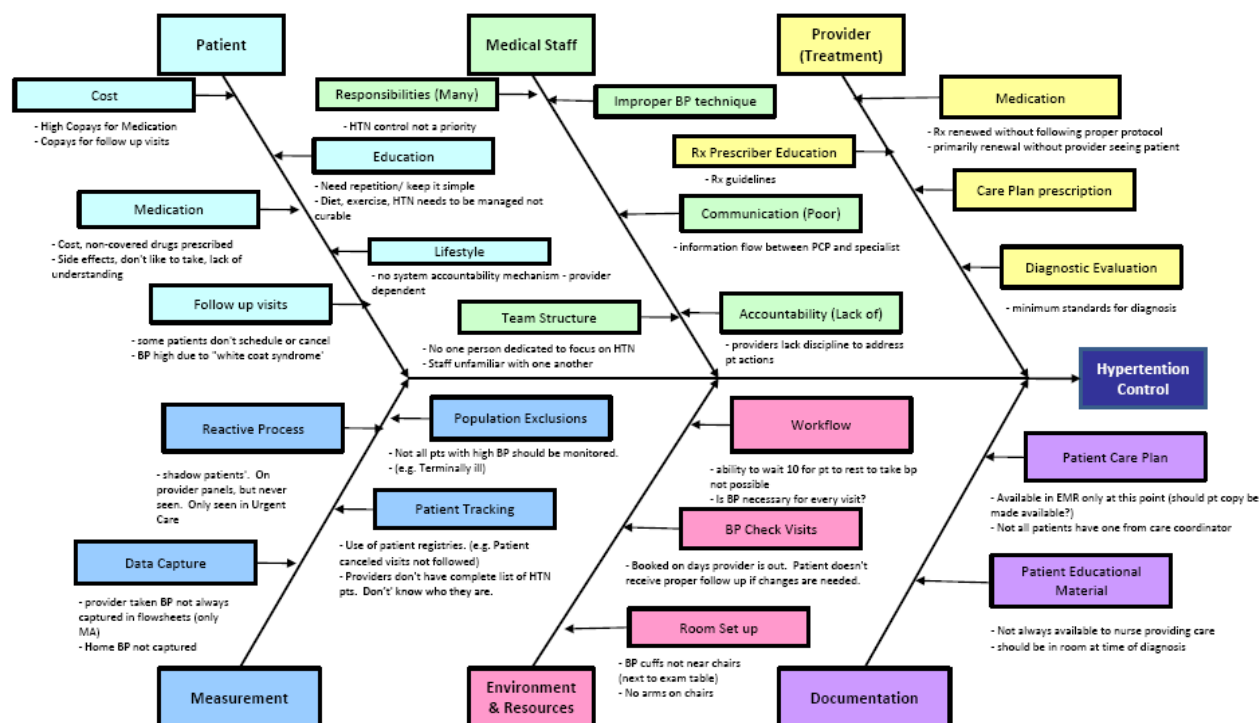 Patient
Medical Staff
Provider
(Treatment)
Cost
- High Copays for Medication
- Copays for follow up visits
Education
- Need repetition/ keep it simple
- Diet, exercise, HTN needs to be managed not
curable
Medication
- Cost, non-covered drugs prescribed
- Side effects, don't like to take, lack of
understanding
Lifestyle
- no system accountability mechanism - provider
dependent
Follow up visits
- some patients don't schedule or cancel
- BP high due to "white coat syndrome'
Responsibilities (Many)
- HTN control not a priority
Improper BP technique
Communication (Poor)
- information flow between PCP and specialist
Team Structure
- No one person dedicated to focus on HTN
- Staff unfamiliar with one another
Accountability (Lack of)
- providers lack discipline to address
pt actions
Medication
- Rx renewed without following proper protocol
- primarily renewal without provider seeing patient
Rx Prescriber Education
- Rx guidelines
Care Plan prescription
Diagnostic Evaluation
- minimum standards for diagnosis
Hypertention
Control
Population Exclusions
- Not all pts with high BP should be monitored.
- (e.g. Terminally ill)
Reactive Process
- shadow patients'. On
provider panels, but never
seen. Only seen in Urgent
Care
Patient Tracking
- Use of patient registries. (e.g. Patient
canceled visits not followed)
- Providers don't have complete list of HTN
pts. Don't' know who they are.
Data Capture
- provider taken BP not always
captured in flowsheets (only
MA)
- Home BP not captured
Measurement
Workflow
- ability to wait 10 for pt to rest to take bp
not possible
- Is BP necessary for every visit?
BP Check Visits
- Booked on days provider is out. Patient doesn't
receive proper follow up if changes are needed.
Room Set up
- BP cuffs not near chairs
(next to exam table)
- No arms on chairs
Environment
& Resources
Patient Care Plan
- Available in EMR only at this point (should pt copy be
made available?)
- Not all patients have one from care coordinator
Patient Educational
Material
- Not always available to nurse providing care
- should be in room at time of diagnosis
Documentation